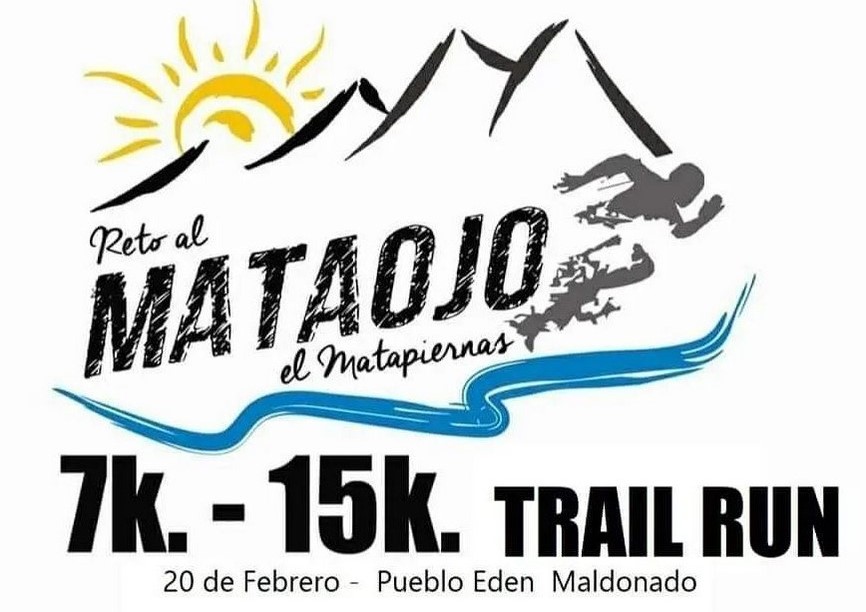 Reto al
MATAOJO
el Matapiernas
7k. - 15k. TRAIL RUN
20 de Febrero - Pueblo Eden Maldonado